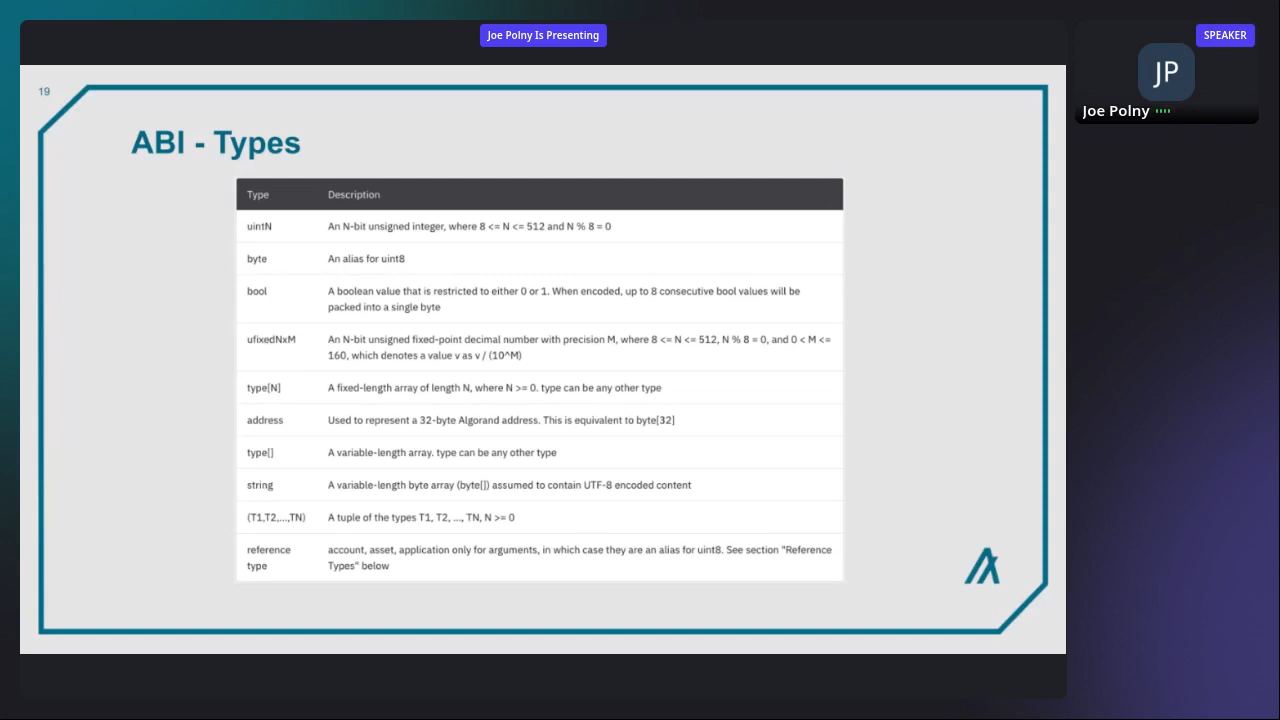 Joe Polny Is Presenting
SPEAKER
JP
Joe Polny
19
ABI - Types
Type Description
uintN An N-bit unsigned integer, where 8 <= N <= 512 and N % 8 = 0
byte An alias for uint8
bool A boolean value that is restricted to either 0 or 1. When encoded, up to 8 consecutive bool values will be
packed into a single byte
ufixedNxM An N-bit unsigned fixed-point decimal number with precision M, where 8 <= N <= 512, N % 8 = 0, and 0 < M <=
160, which denotes a value v as v / (10^M)
type[N] A fixed-length array of length N, where N >= 0. type can be any other type
address Used to represent a 32-byte Algorand address. This is equivalent to byte[32]
type[] A variable-length array. type can be any other type
string A variable-length byte array (byte[]) assumed to contain UTF-8 encoded content
(T1,T2,...,TN) A tuple of the types T1, T2, ..., TN, N >= 0
reference account, asset, application only for arguments, in which case they are an alias for uint8. See section "Reference
type Types" below